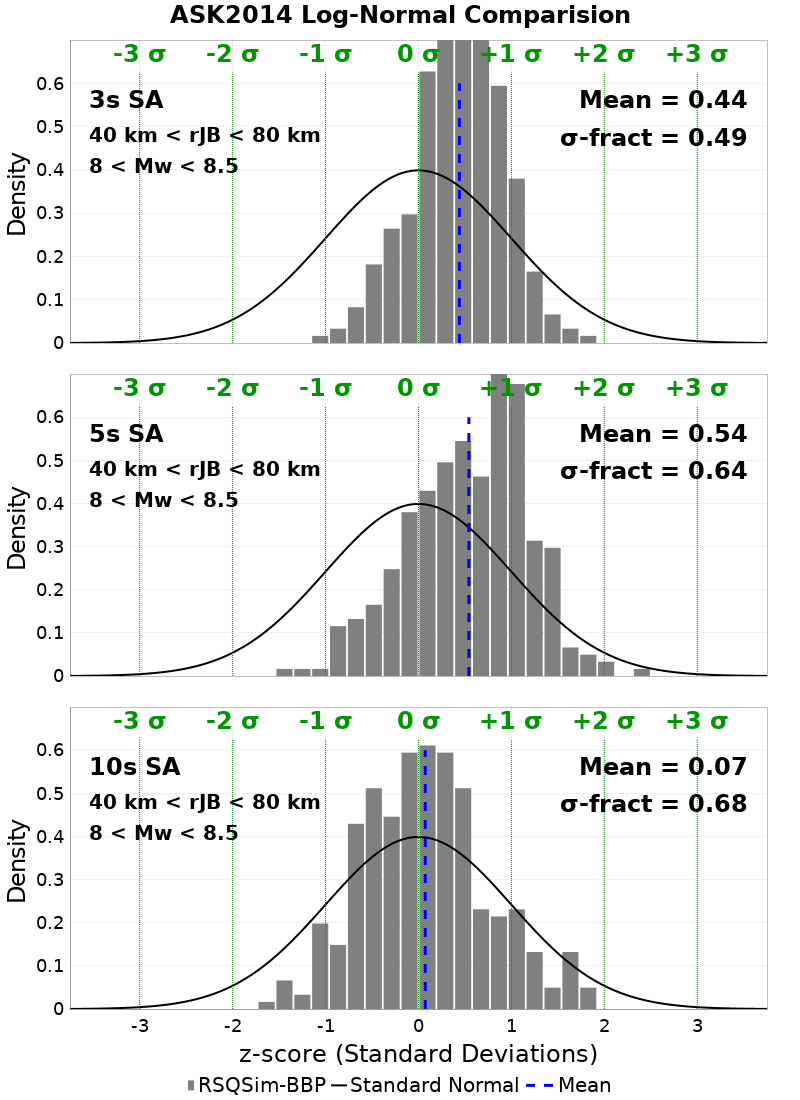 ASK2014 Log-Normal Comparision
-3 σ -2 σ -1 σ 0 σ +1 σ +2 σ +3 σ
3s SA
40 km < rJB < 80 km
8 < Mw < 8.5
Mean = 0.44
σ-fract = 0.49
Density
0.6
0.5
0.4
0.3
0.2
0.1
0
-3 σ -2 σ -1 σ 0 σ +1 σ +2 σ +3 σ
5s SA
40 km < rJB < 80 km
8 < Mw < 8.5
Mean = 0.54
σ-fract = 0.64
Density
0.6
0.5
0.4
0.3
0.2
0.1
0
-3 σ -2 σ -1 σ 0 σ +1 σ +2 σ +3 σ
10s SA
40 km < rJB < 80 km
8 < Mw < 8.5
Mean = 0.07
σ-fract = 0.68
Density
0.6
0.5
0.4
0.3
0.2
0.1
0
-3 -2 -1 0 1 2 3
z-score (Standard Deviations)
RSQSim-BBP Standard Normal Mean